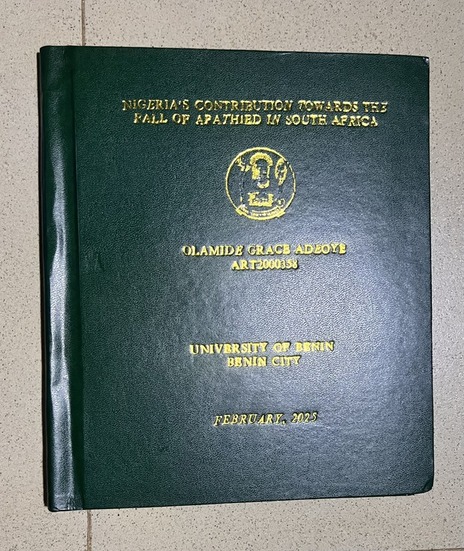 NIGERIA'S CONTRIBUTION TOWARDS THE
FALL OF APATHIED IN SOUTH AFRICA
OLAMIDE GRACE ADEOYE
ART2000358
UNIVERSITY OF BENIN
BENIN CITY
FEBRUARY, 2025